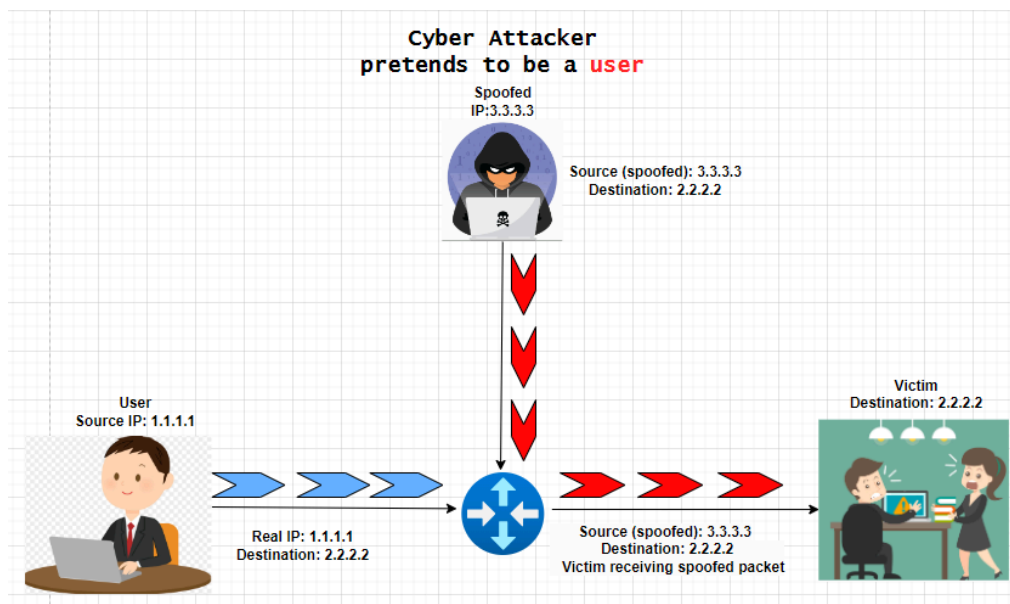 Cyber Attacker
pretends to be a user
Spoofed
IP:3.3.3.3
Source (spoofed): 3.3.3.3
Destination: 2.2.2.2
User
Source IP: 1.1.1.1
Victim
Destination: 2.2.2.2
Real IP: 1.1.1.1
Destination: 2.2.2.2
Source (spoofed): 3.3.3.3
Destination: 2.2.2.2
Victim receiving spoofed packet